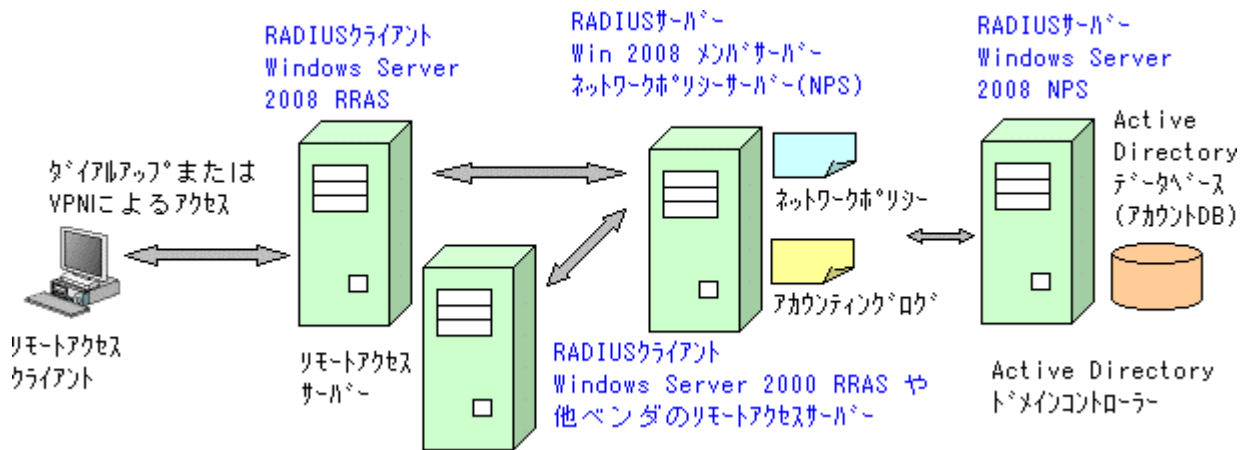 RADIUSクライアント
Windows Server
2008 RRAS
RADIUSサーバー
Win 2008 メンバサーバー
ネットワークポリシーサーバー(NPS)
RADIUSサーバー
Windows Server
2008 NPS
Active
Directory
データベース
(アカウントDB)
ダイアルアップまたは
VPNによるアクセス
ネットワークポリシー
アカウンティングログ
リモートアクセス
クライアント
リモートアクセス
サーバー
RADIUSクライアント
Windows Server 2000 RRAS や
他ベンダのリモートアクセスサーバー
Active Directory
ドメインコントローラー